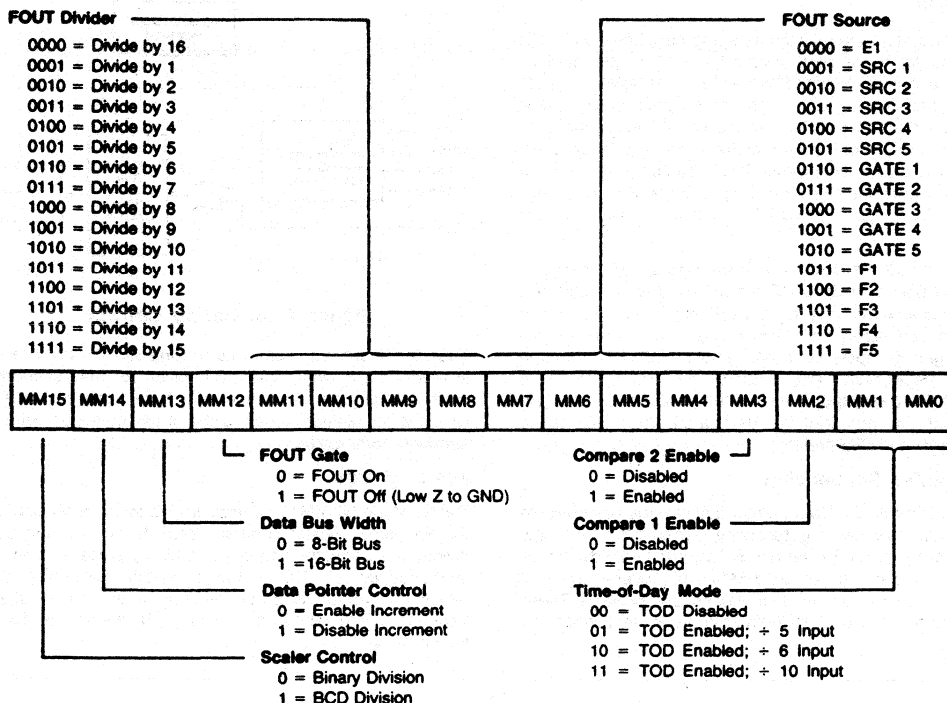 FOUT Divider
0000 = Divide by 16
0001 = Divide by 1
0010 = Divide by 2
0011 = Divide by 3
0100 = Divide by 4
0101 = Divide by 5
0110 = Divide by 6
0111 = Divide by 7
1000 = Divide by 8
1001 = Divide by 9
1010 = Divide by 10
1011 = Divide by 11
1100 = Divide by 12
1101 = Divide by 13
1110 = Divide by 14
1111 = Divide by 15
FOUT Source
0000 = E1
0001 = SRC 1
0010 = SRC 2
0011 = SRC 3
0100 = SRC 4
0101 = SRC 5
0110 = GATE 1
0111 = GATE 2
1000 = GATE 3
1001 = GATE 4
1010 = GATE 5
1011 = F1
1100 = F2
1101 = F3
1110 = F4
1111 = F5
MM15 MM14 MM13 MM12 MM11 MM10 MM9 MM8 MM7 MM6 MM5 MM4 MM3 MM2 MM1 MM0
FOUT Gate
0 = FOUT On
1 = FOUT Off (Low Z to GND)
Data Bus Width
0 = 8-Bit Bus
1 =16-Bit Bus
Data Pointer Control
0 = Enable Increment
1 = Disable Increment
Scaler Control
0 = Binary Division
1 = BCD Division
Compare 2 Enable
0 = Disabled
1 = Enabled
Compare 1 Enable
0 = Disabled
1 = Enabled
Time-of-Day Mode
00 = TOD Disabled
01 = TOD Enabled; ÷ 5 Input
10 = TOD Enabled; ÷ 6 Input
11 = TOD Enabled; ÷ 10 Input